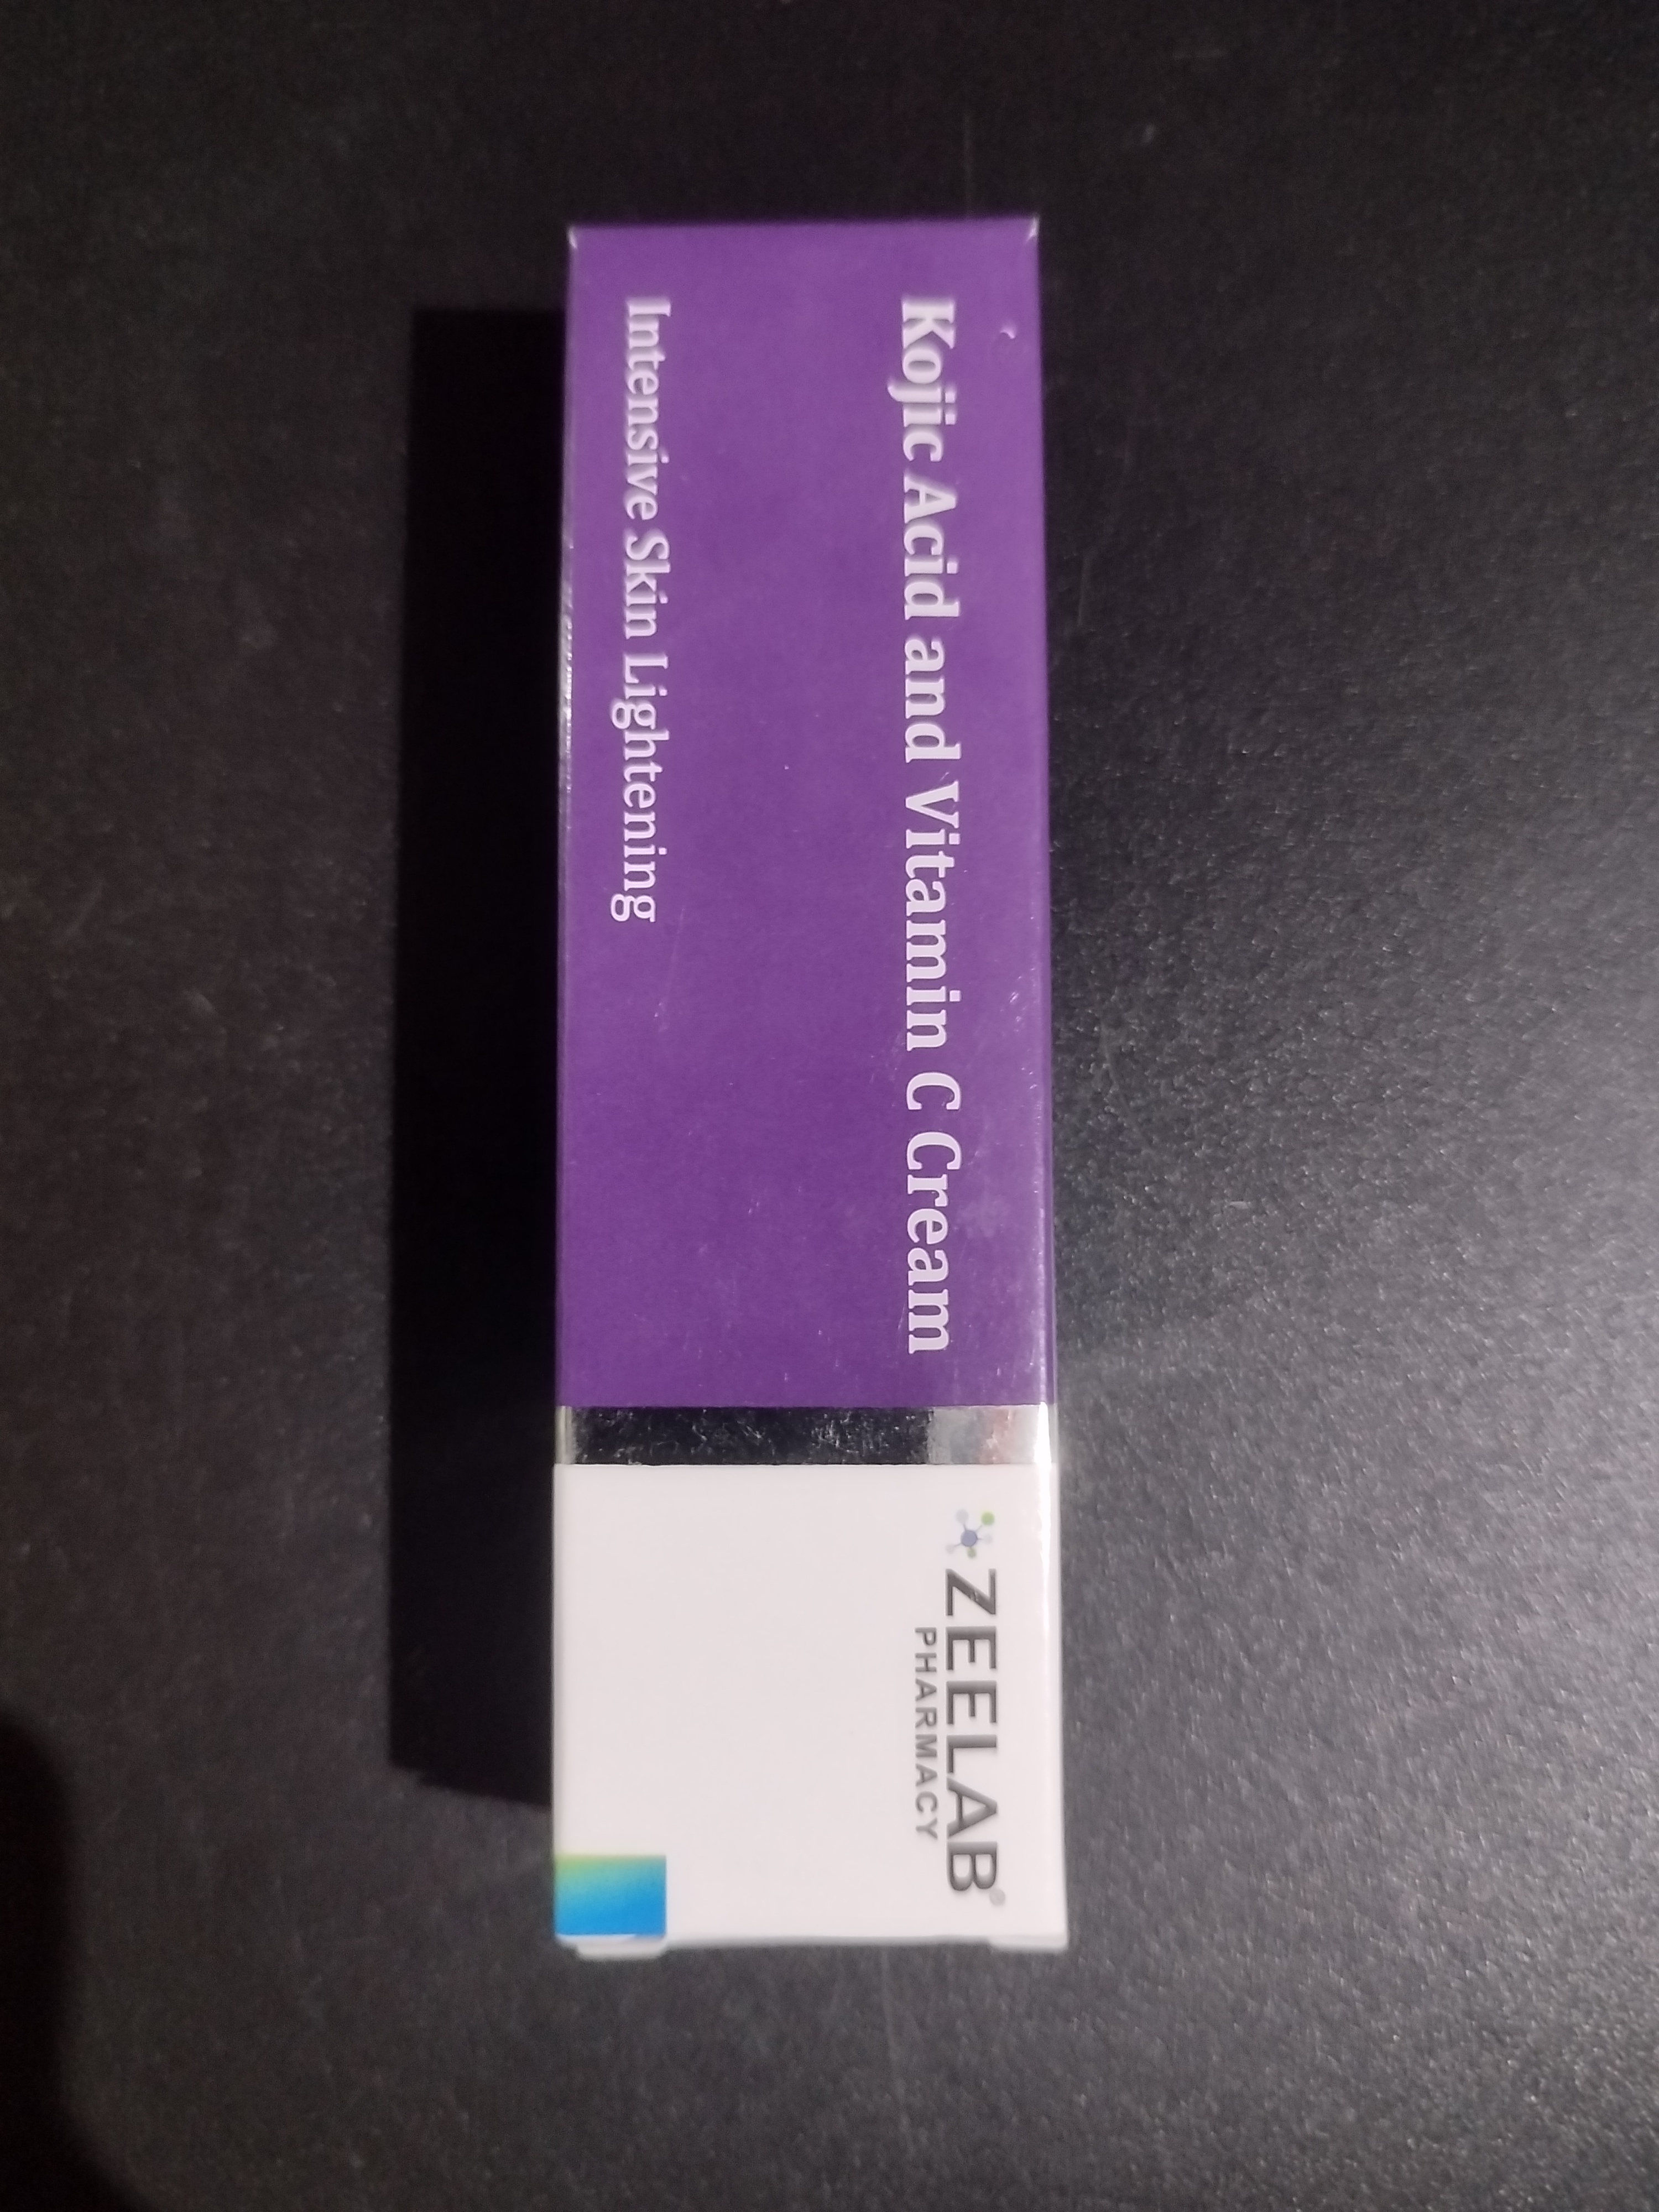 Kojic Acid and Vitamin C Cream
Intensive Skin Lightening
ZEELAB®
PHARMACY